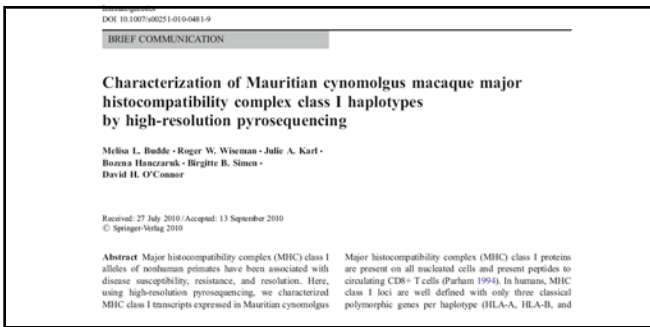 DOI 10.1007/s00251-010-0481-9
BRIEF COMMUNICATION
Characterization of Mauritian cynomolgus macaque major
histocompatibility complex class I haplotypes
by high-resolution pyrosequencing
Melisa L. Budde · Roger W. Wiseman · Julie A. Karl ·
Bozena Hanczaruk · Birgitte B. Simen ·
David H. O'Connor
Received: 27 July 2010 / Accepted: 13 September 2010
© Springer-Verlag 2010
Abstract Major histocompatibility complex (MHC) class I
alleles of nonhuman primates have been associated with
disease susceptibility, resistance, and resolution. Here,
using high-resolution pyrosequencing, we characterized
MHC class I transcripts expressed in Mauritian cynomolgus
Major histocompatibility complex (MHC) class I proteins
are present on all nucleated cells and present peptides to
circulating CD8+ T cells (Parham 1994). In humans, MHC
class I loci are well defined with only three classical
polymorphic genes per haplotype (HLA-A, HLA-B, and